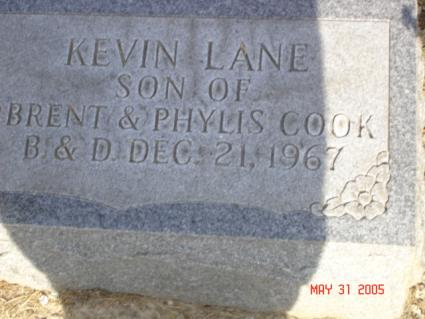 KEVIN LANE
SON OF
BRENT & PHYLIS COOK
B. & D. DEC. 21, 1967
MAY 31 2005